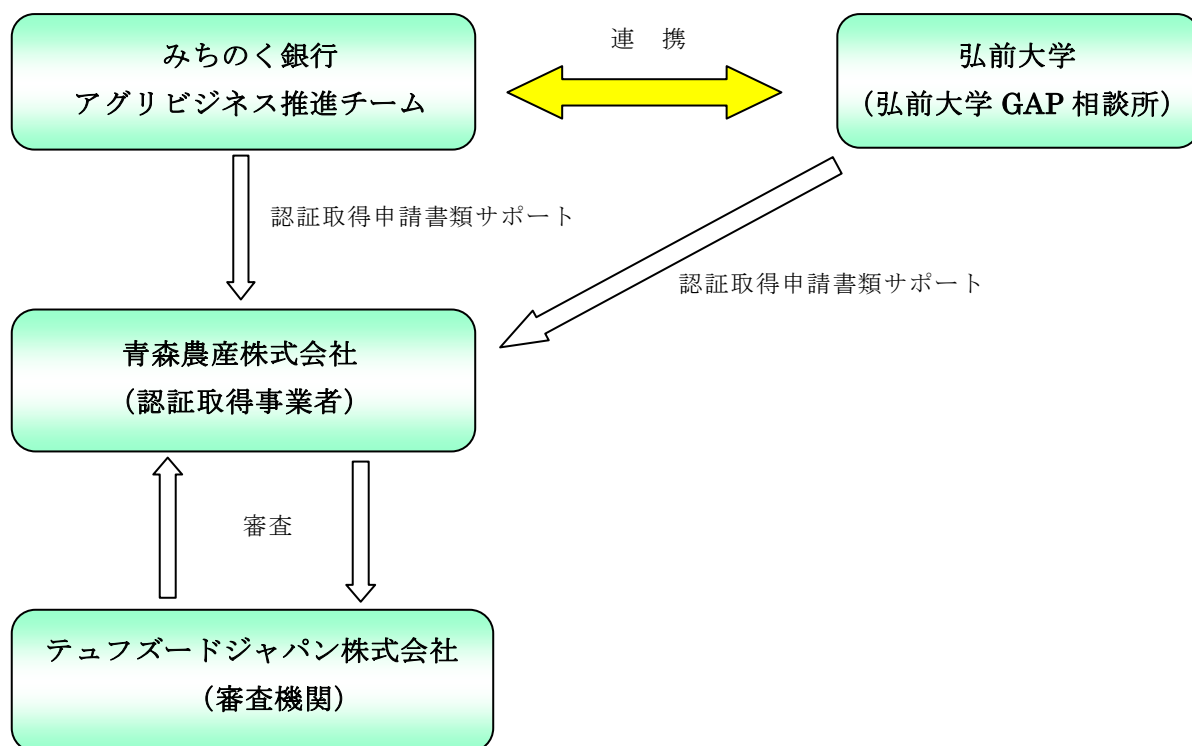 みちのく銀行
アグリビジネス推進チーム
連　携
弘前大学
（弘前大学 GAP 相談所）
認証取得申請書類サポート
認証取得申請書類サポート
青森農産株式会社
（認証取得事業者）
審査
テュフズードジャパン株式会社
（審査機関）